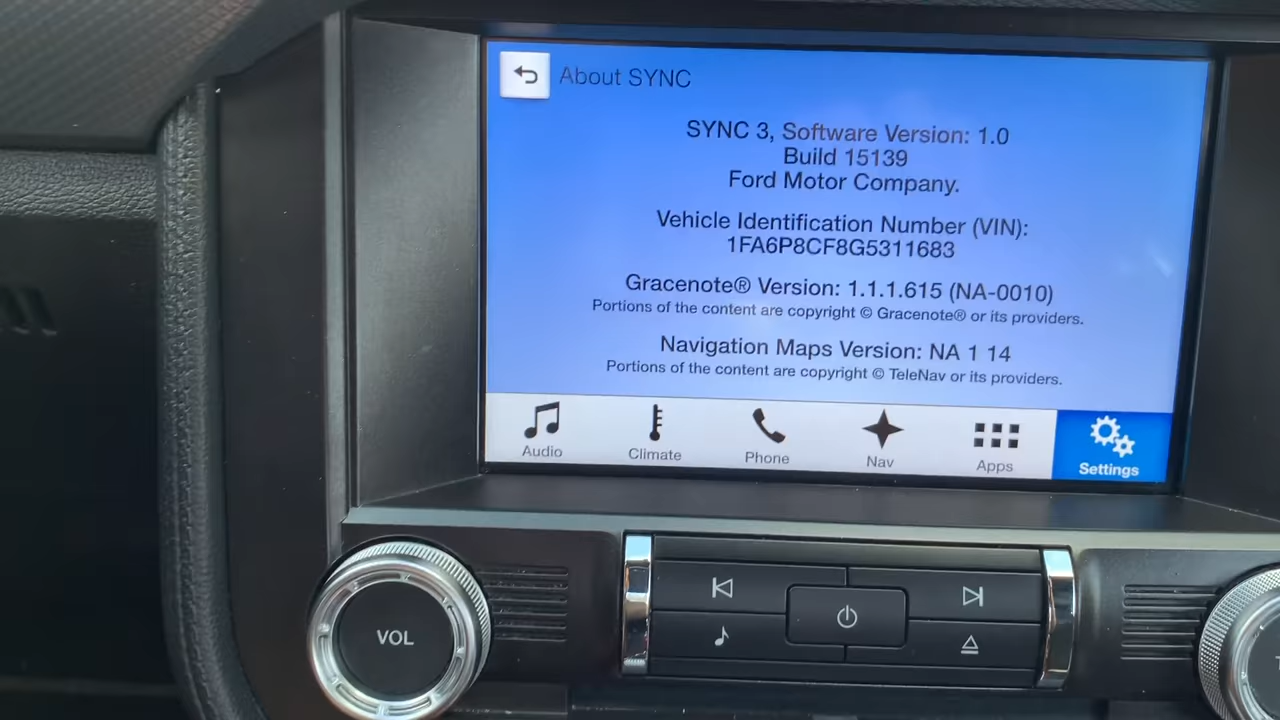 About SYNC
SYNC 3, Software Version: 1.0
Build 15139
Ford Motor Company.
Vehicle Identification Number (VIN):
1FA6P8CF8G5311683
Gracenote® Version: 1.1.1.615 (NA-0010)
Portions of the content are copyright © Gracenote® or its providers.
Navigation Maps Version: NA 1 14
Portions of the content are copyright © TeleNav or its providers.
Audio
Climate
Phone
Nav
Apps
Settings
VOL